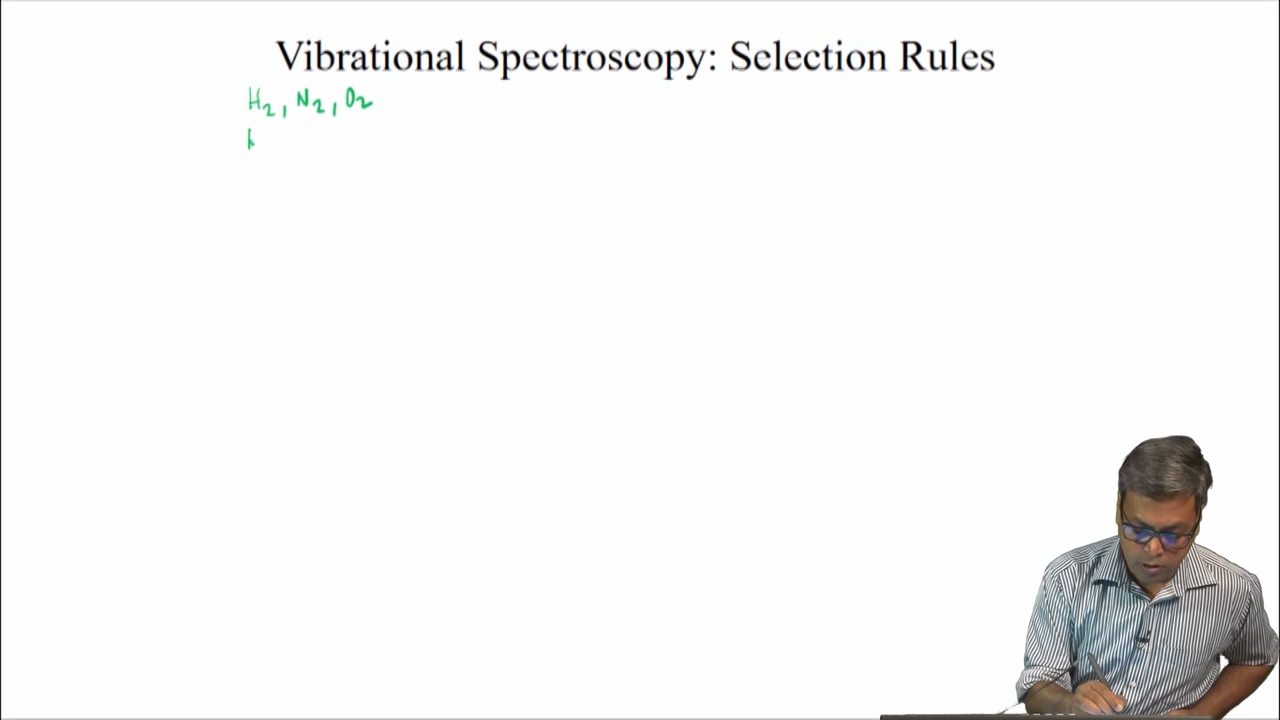 Vibrational Spectroscopy: Selection Rules
H₂, N₂, O₂